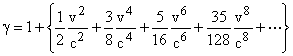 γ = 1 + { 1/2 v²/c² + 3/8 v⁴/c⁴ + 5/16 v⁶/c⁶ + 35/128 v⁸/c⁸ + ··· }